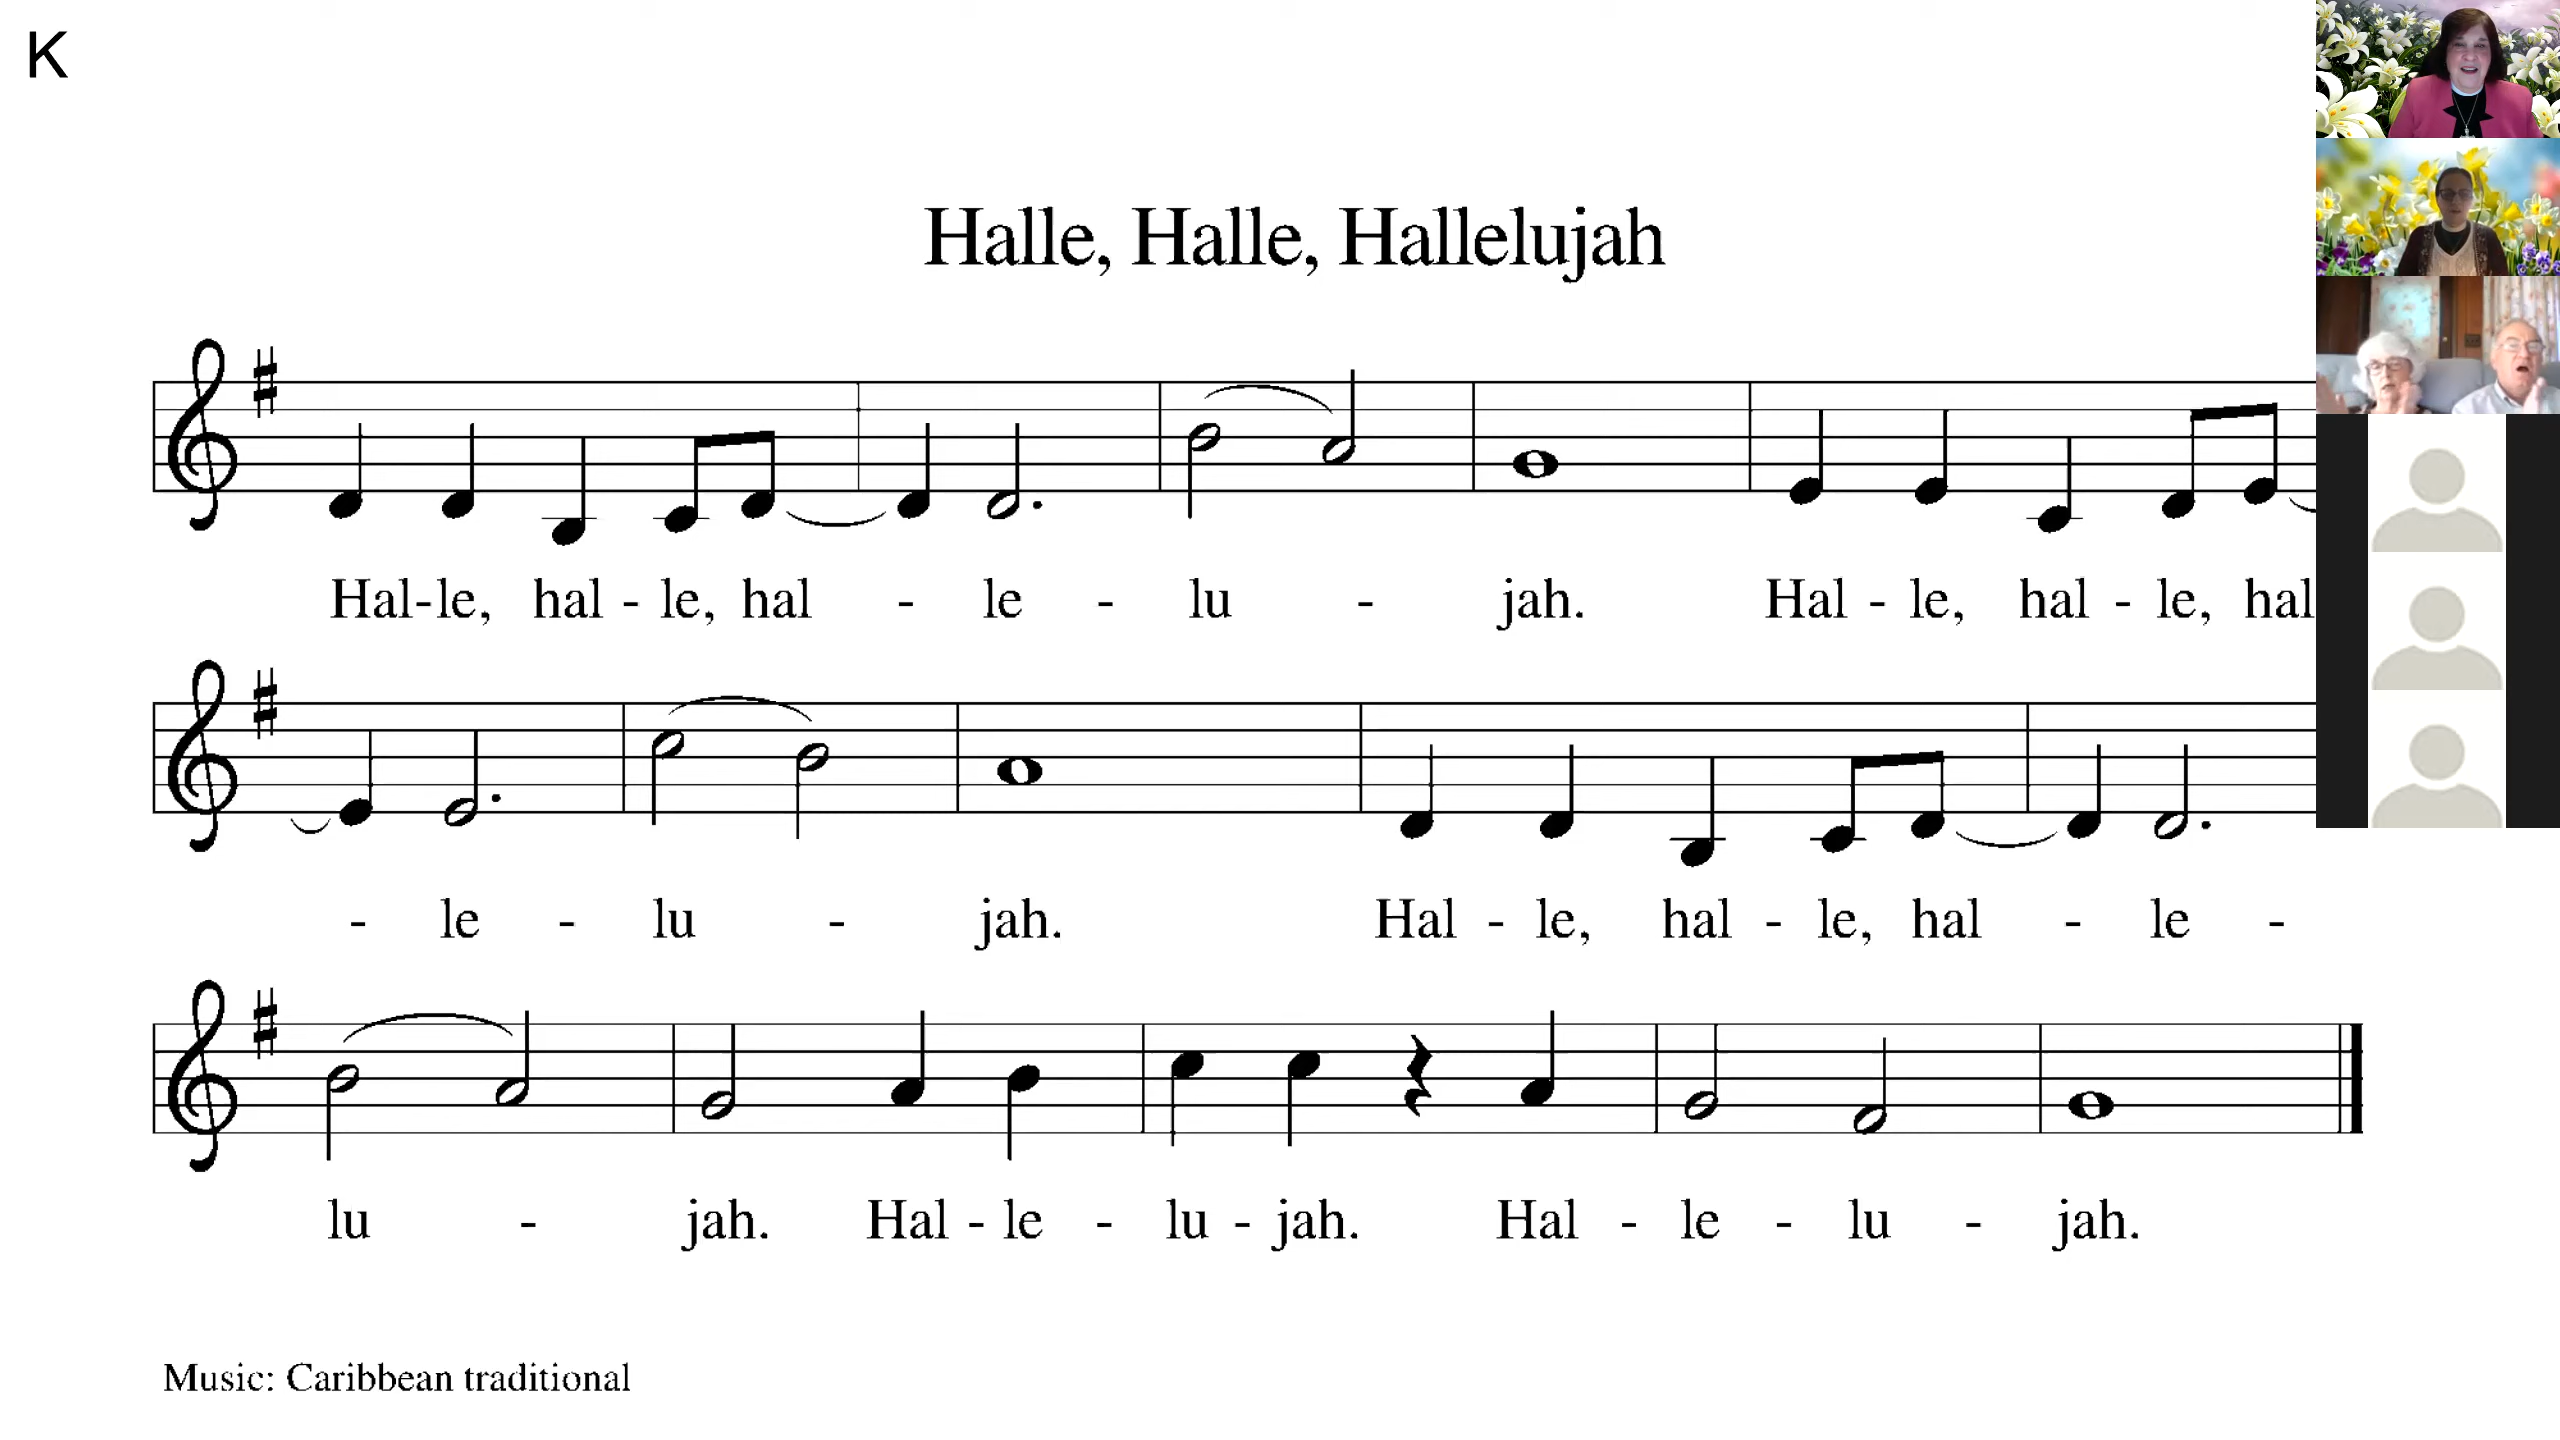 K
Halle, Halle, Hallelujah
Hal-le, hal - le, hal - le - lu - jah. Hal - le, hal - le, hal
- le - lu - jah. Hal - le, hal - le, hal - le -
lu - jah. Hal - le - lu - jah. Hal - le - lu - jah.
Music: Caribbean traditional